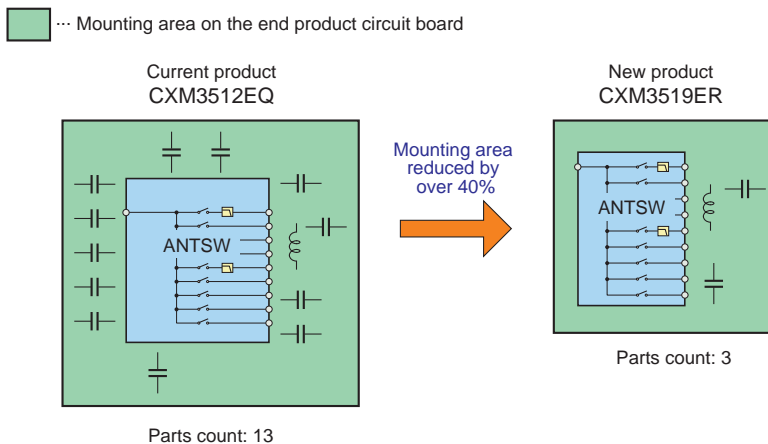 ··· Mounting area on the end product circuit board
Current product
CXM3512EQ
New product
CXM3519ER
Mounting area
reduced by
over 40%
ANTSW
ANTSW
Parts count: 13
Parts count: 3